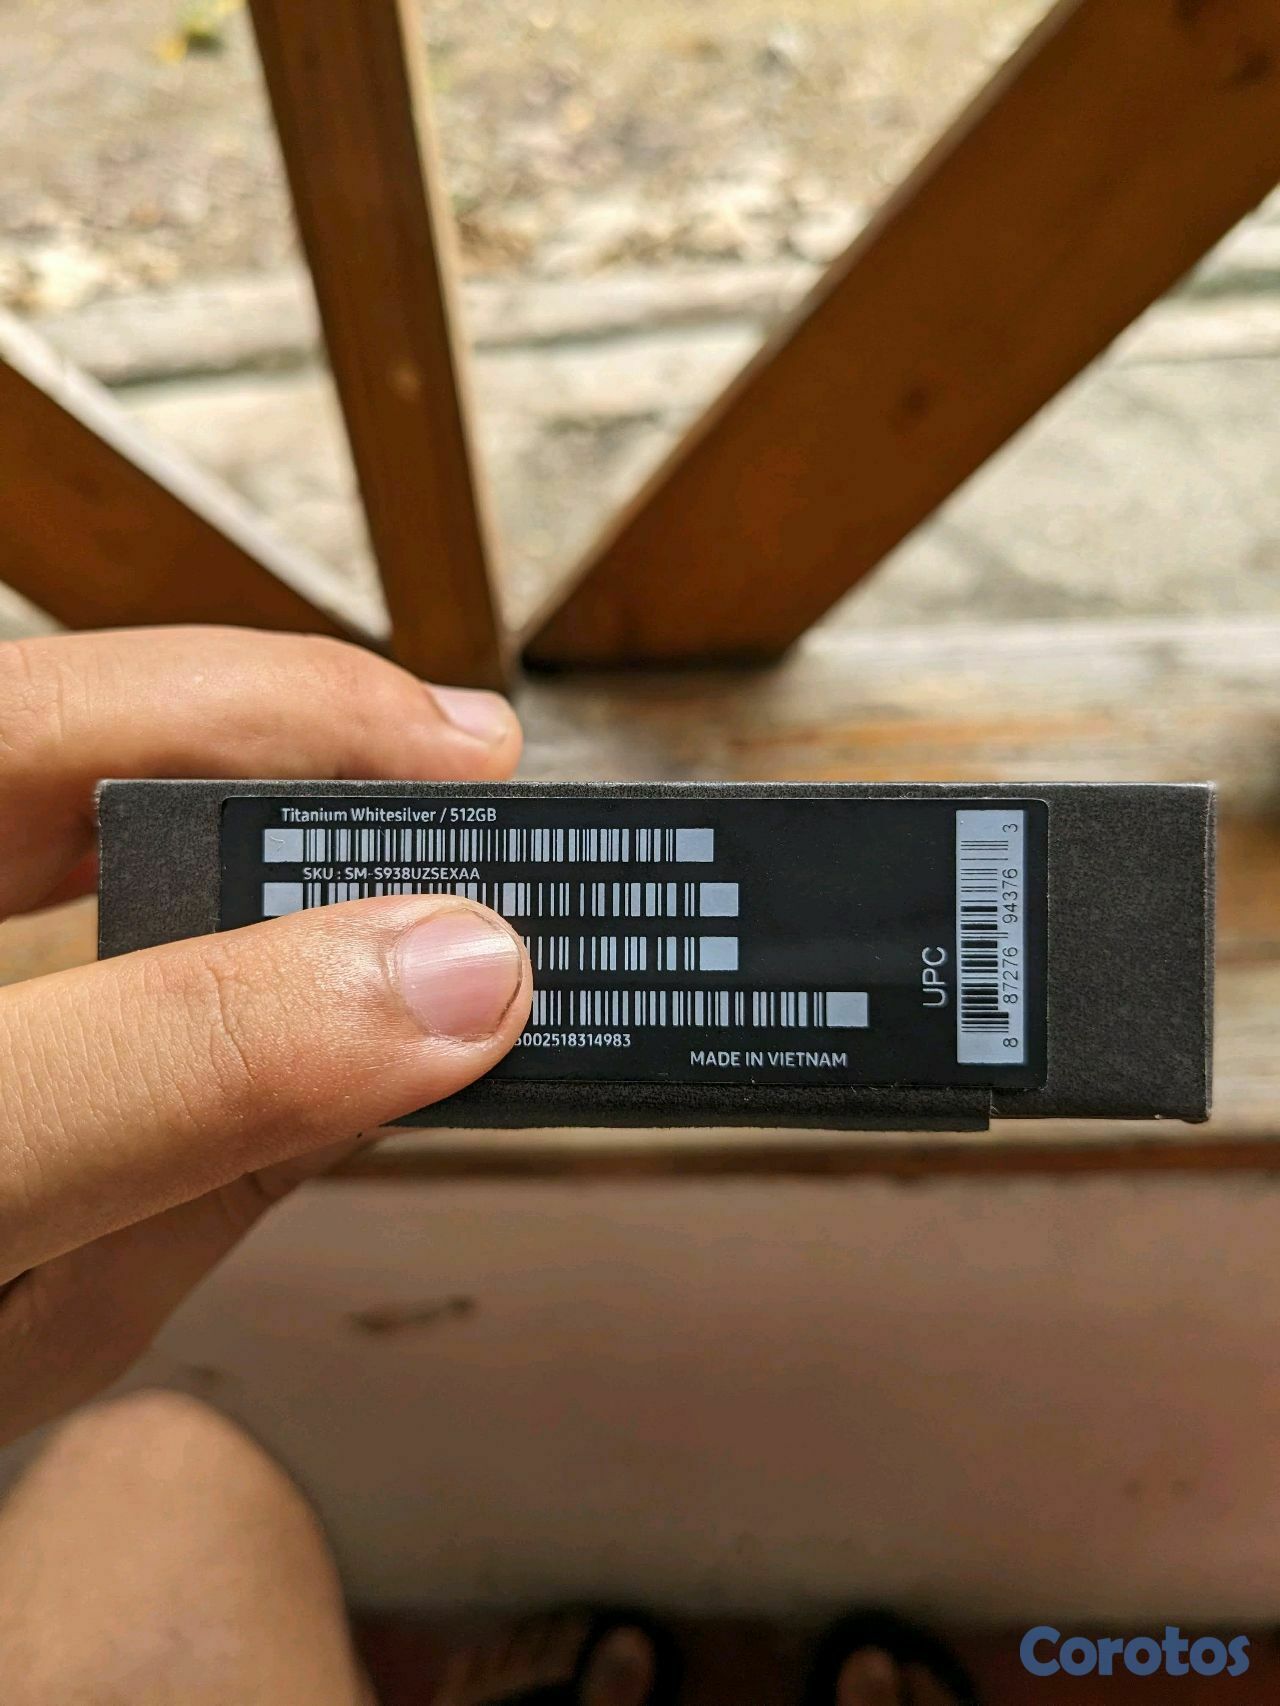 Titanium Whitesilver / 512GB
SKU : SM-S938UZSEXAA
5002518314983
MADE IN VIETNAM
UPC
8 87276 94376 3
Corotos